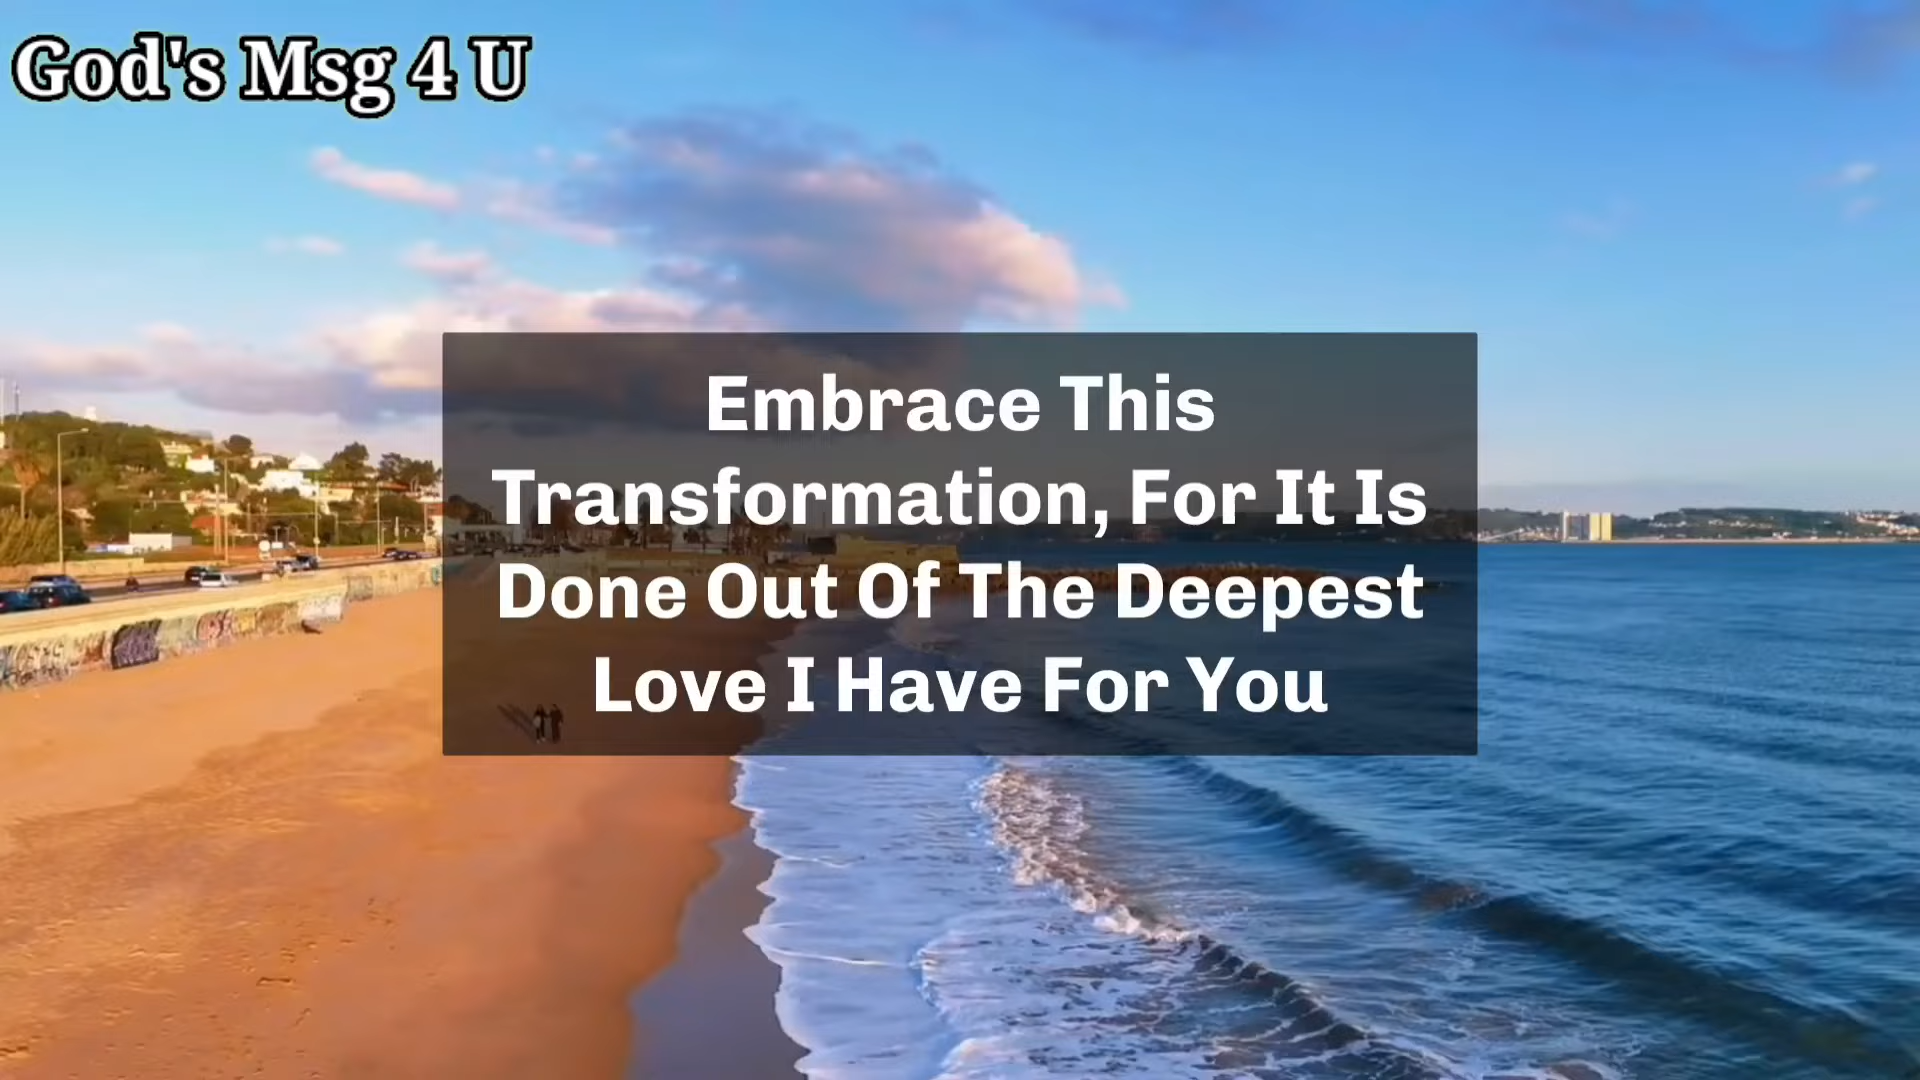 God's Msg 4 U
Embrace This
Transformation, For It Is
Done Out Of The Deepest
Love I Have For You